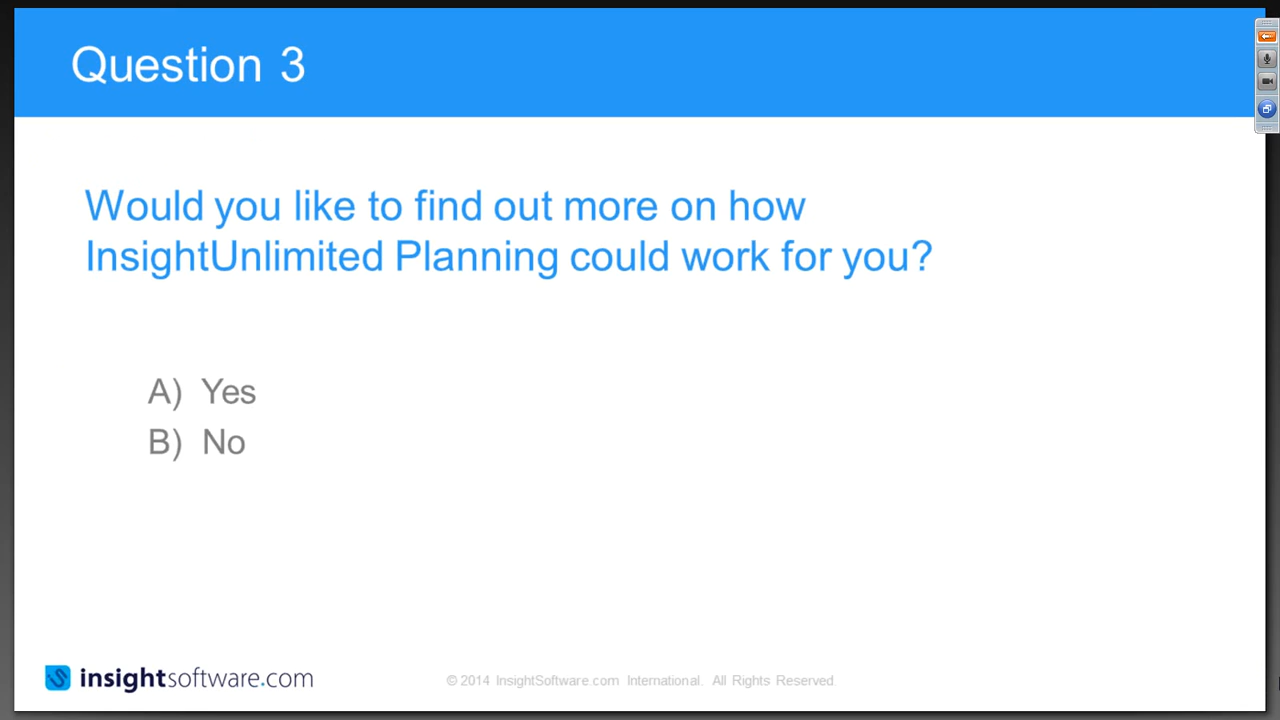 Question 3
Would you like to find out more on how
InsightUnlimited Planning could work for you?
A) Yes
B) No
insightsoftware.com
© 2014 InsightSoftware.com International. All Rights Reserved